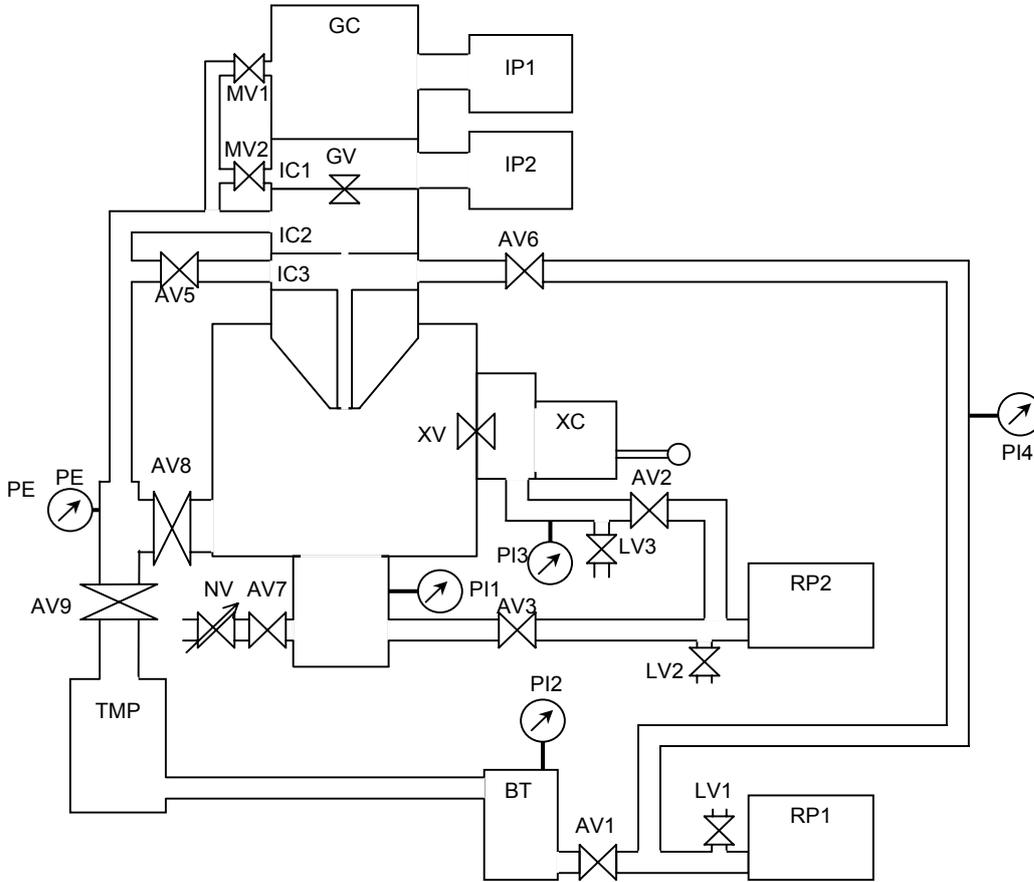 GC
IP1
MV1
MV2
GV
IP2
IC1
IC2
AV6
IC3
AV5
XC
XV
PI4
AV8
PE
AV2
PE
LV3
PI3
NV
AV7
PI1
RP2
AV9
AV3
LV2
PI2
TMP
BT
LV1
RP1
AV1